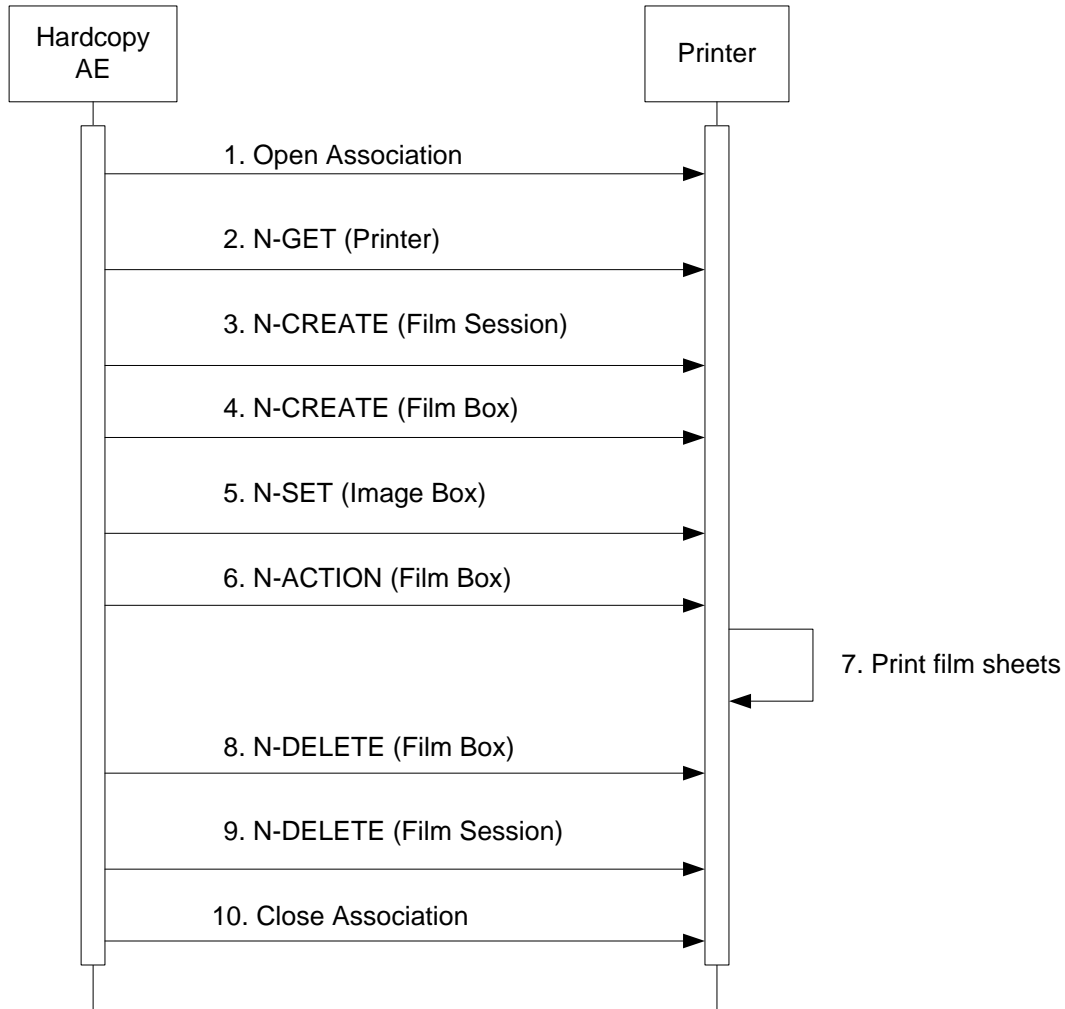 Hardcopy
AE
Printer
1. Open Association
2. N-GET (Printer)
3. N-CREATE (Film Session)
4. N-CREATE (Film Box)
5. N-SET (Image Box)
6. N-ACTION (Film Box)
7. Print film sheets
8. N-DELETE (Film Box)
9. N-DELETE (Film Session)
10. Close Association